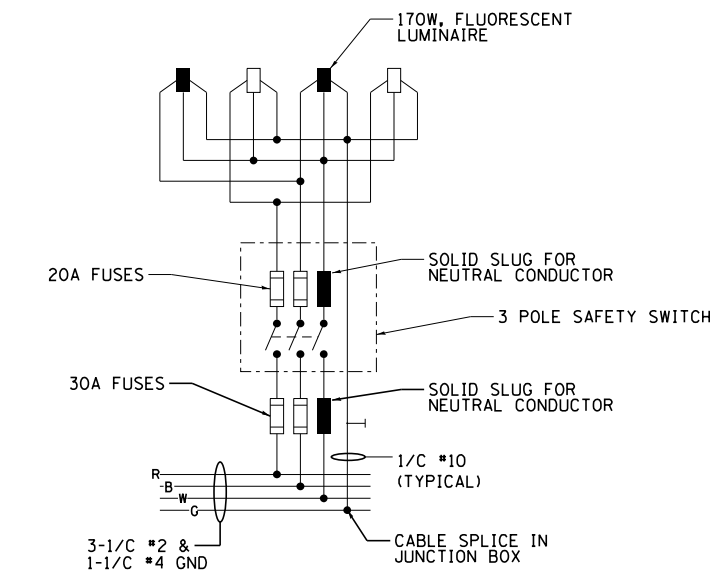 170W, FLUORESCENT
LUMINAIRE
20A FUSES
SOLID SLUG FOR
NEUTRAL CONDUCTOR
3 POLE SAFETY SWITCH
30A FUSES
SOLID SLUG FOR
NEUTRAL CONDUCTOR
1/C #10
(TYPICAL)
R
B
W
G
3-1/C #2 &
1-1/C #4 GND
CABLE SPLICE IN
JUNCTION BOX